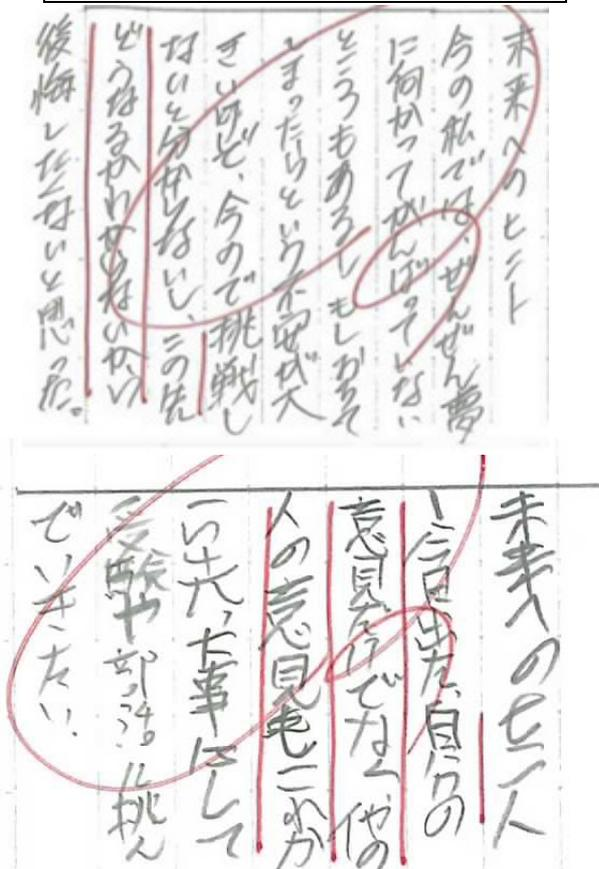 未来へのヒント
今の私では、ぜんぜん夢
に向かってがんばっていない
ところもあるし、もしおちて
しまったらという不安が大
きいけど、今ので挑戦し
ないと分からないし、この先
どうなるかわからないから
後悔したくないと思った。
未来へのヒント
今日出た、自分の
意見だけでなく、他の
人の意見もこれか
大事にして
受験や部活に挑ん
でいきたい。